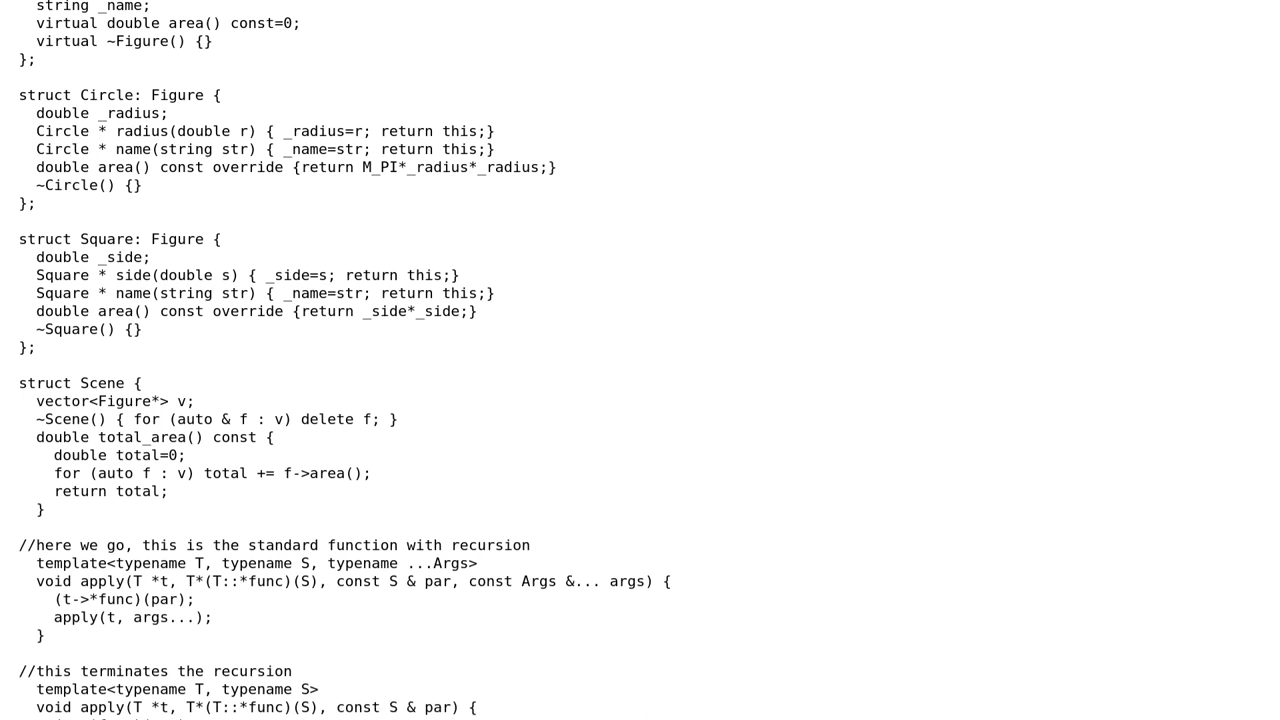 string _name;
virtual double area() const=0;
virtual ~Figure() {}
};
struct Circle: Figure {
double _radius;
Circle * radius(double r) { _radius=r; return this;}
Circle * name(string str) { _name=str; return this;}
double area() const override {return M_PI*_radius*_radius;}
~Circle() {}
};
struct Square: Figure {
double _side;
Square * side(double s) { _side=s; return this;}
Square * name(string str) { _name=str; return this;}
double area() const override {return _side*_side;}
~Square() {}
};
struct Scene {
vector<Figure*> v;
~Scene() { for (auto & f : v) delete f; }
double total_area() const {
double total=0;
for (auto f : v) total += f->area();
return total;
}
//here we go, this is the standard function with recursion
template<typename T, typename S, typename ...Args>
void apply(T *t, T*(T::*func)(S), const S & par, const Args &... args) {
(t->*func)(par);
apply(t, args...);
}
//this terminates the recursion
template<typename T, typename S>
void apply(T *t, T*(T::*func)(S), const S & par) {